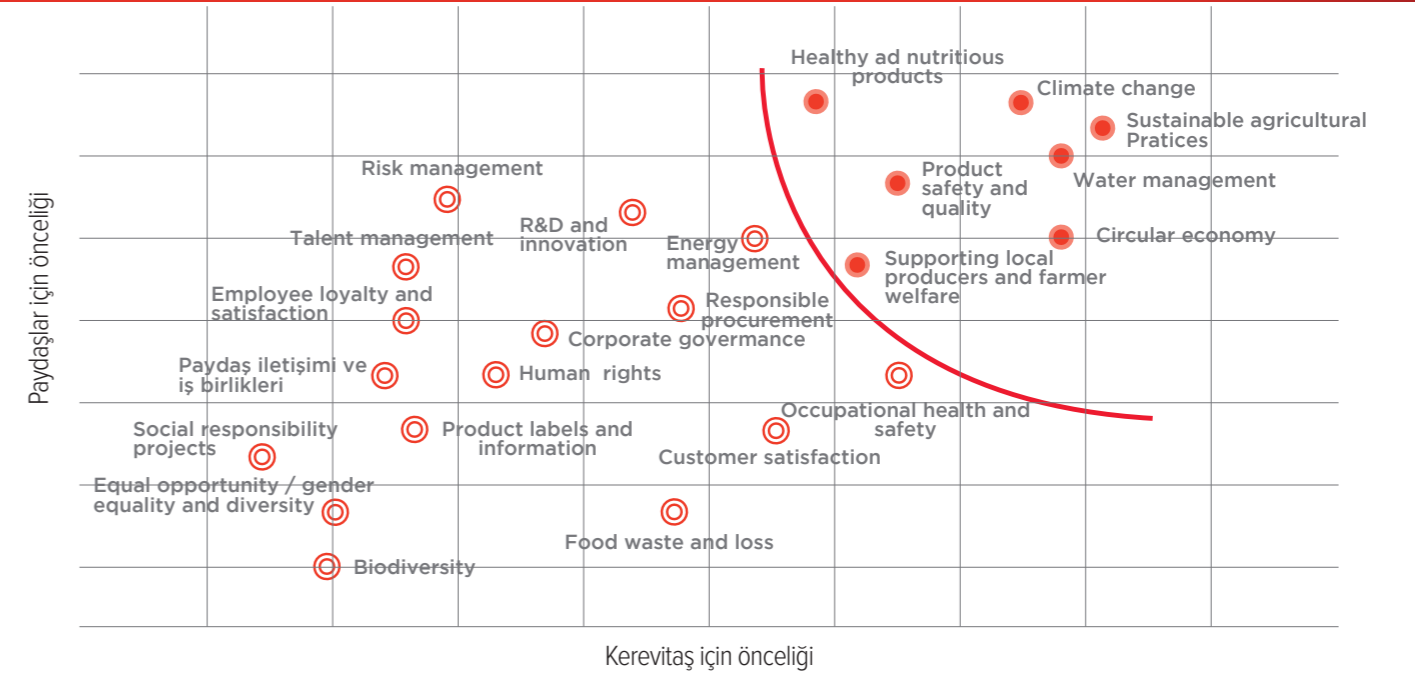 Healthy ad nutritious
products
Climate change
Sustainable agricultural
Pratices
Water management
Product
safety and
quality
Circular economy
Supporting local
producers and farmer
welfare
Risk management
R&D and
innovation
Talent management
Energy
management
Employee loyalty and
satisfaction
Responsible
procurement
Corporate govermance
Paydaş iletişimi ve
iş birlikleri
Human rights
Occupational health and
safety
Social responsibility
projects
Product labels and
information
Customer satisfaction
Equal opportunity / gender
equality and diversity
Food waste and loss
Biodiversity
Paydaşlar için önceliği
Kerevitaş için önceliği